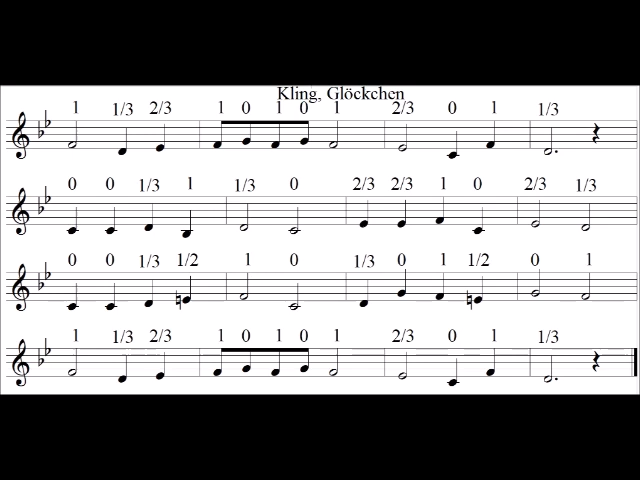 Kling, Glöckchen
1 1/3 2/3 1 0 1 0 1 2/3 0 1 1/3
0 0 1/3 1 1/3 0 2/3 2/3 1 0 2/3 1/3
0 0 1/3 1/2 1 0 1/3 0 1 1/2 0 1
1 1/3 2/3 1 0 1 0 1 2/3 0 1 1/3